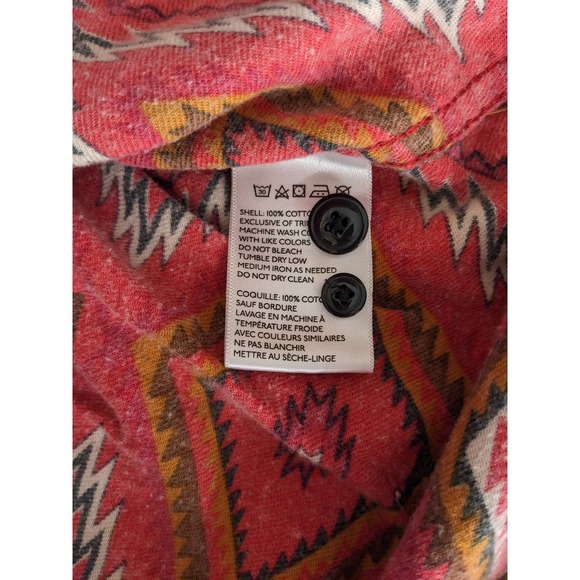 30
SHELL: 100% COTTO
EXCLUSIVE OF TRI
MACHINE WASH CO
WITH LIKE COLORS
DO NOT BLEACH
TUMBLE DRY LOW
MEDIUM IRON AS NEEDED
DO NOT DRY CLEAN
COQUILLE: 100% COTO
SAUF BORDURE
LAVAGE EN MACHINE À
TEMPÉRATURE FROIDE
AVEC COULEURS SIMILAIRES
NE PAS BLANCHIR
METTRE AU SÈCHE-LINGE